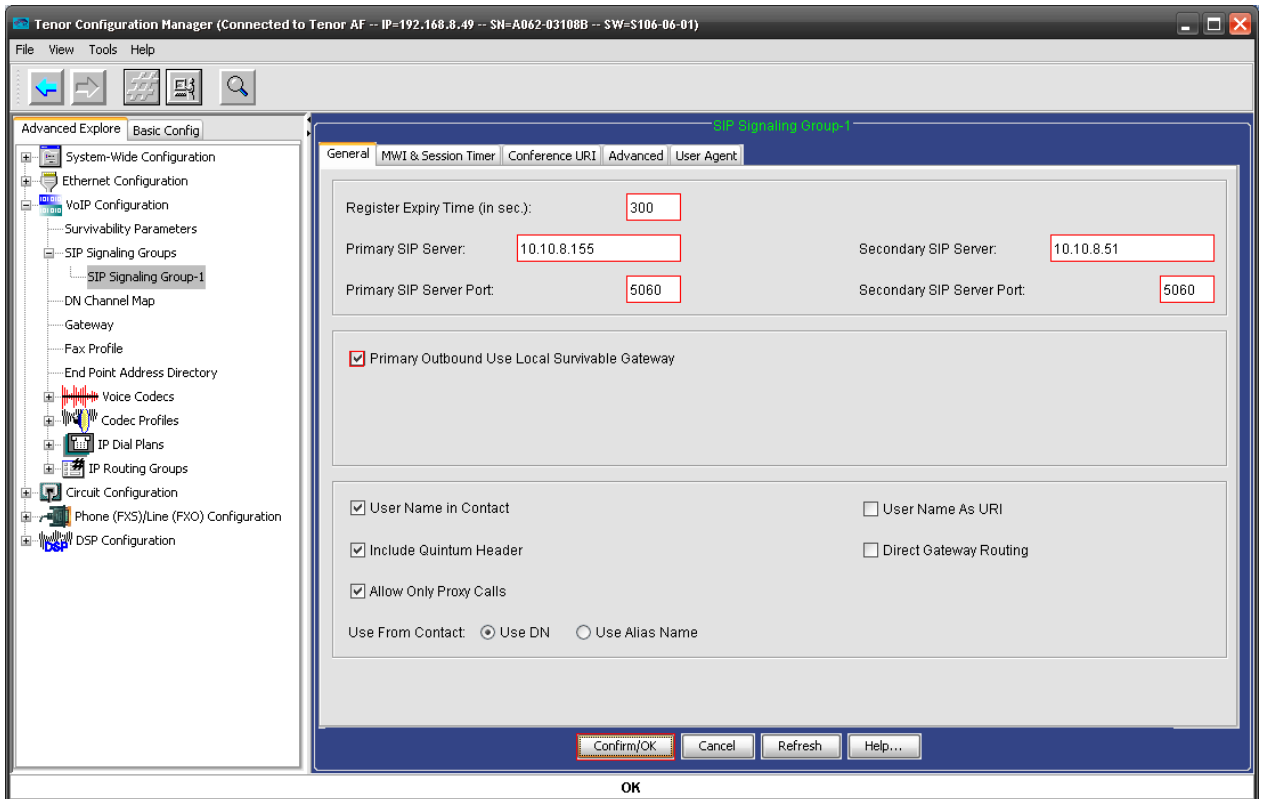 Tenor Configuration Manager (Connected to Tenor AF -- IP=192.168.8.49 -- SN=A062-03108B -- SW=S106-06-01)
File View Tools Help
Advanced Explore Basic Config
System-Wide Configuration
Ethernet Configuration
VoIP Configuration
Survivability Parameters
SIP Signaling Groups
SIP Signaling Group-1
DN Channel Map
Gateway
Fax Profile
End Point Address Directory
Voice Codecs
Codec Profiles
IP Dial Plans
IP Routing Groups
Circuit Configuration
Phone (FXS)/Line (FXO) Configuration
DSP Configuration
SIP Signaling Group-1
General MWI & Session Timer Conference URI Advanced User Agent
Register Expiry Time (in sec.): 300
Primary SIP Server: 10.10.8.155 Secondary SIP Server: 10.10.8.51
Primary SIP Server Port: 5060 Secondary SIP Server Port: 5060
Primary Outbound Use Local Survivable Gateway
User Name in Contact User Name As URI
Include Quintum Header Direct Gateway Routing
Allow Only Proxy Calls
Use From Contact: Use DN Use Alias Name
Confirm/OK Cancel Refresh Help...
OK